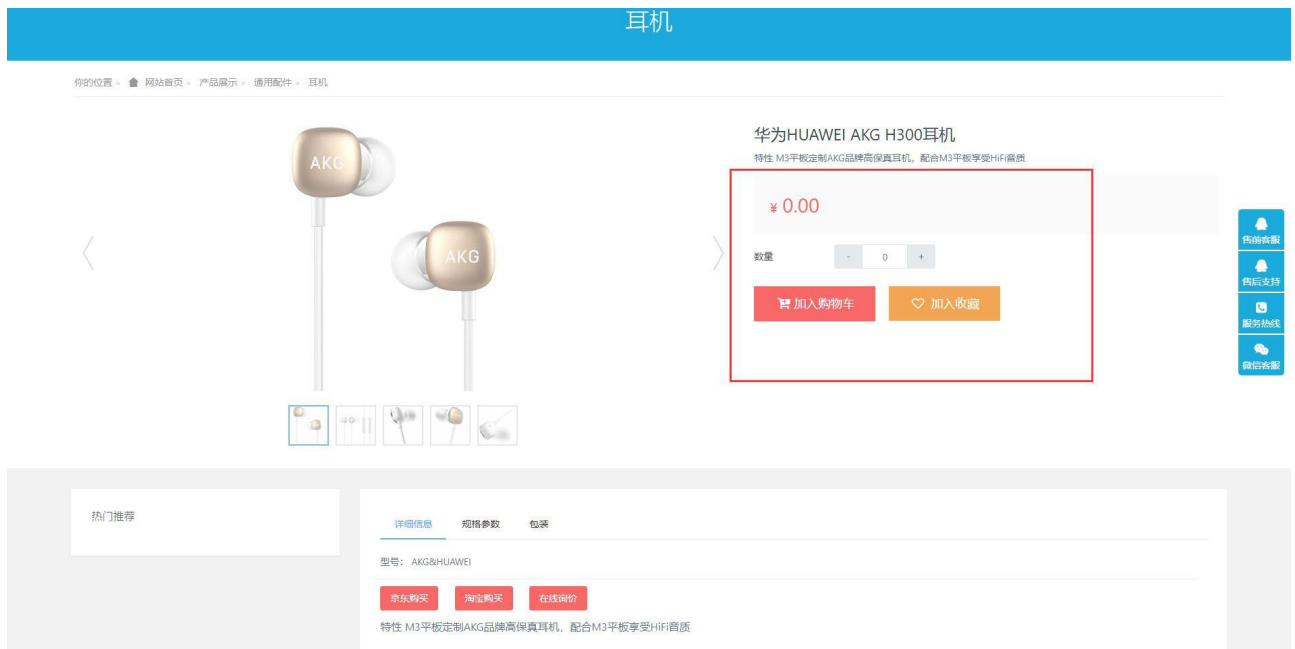 耳机
你的位置» 网站首页» 产品展示» 通用配件» 耳机
AKG
AKG
华为HUAWEI AKG H300耳机
特性 M3平板定制AKG品牌高保真耳机，配合M3平板享受HiFi音质
¥ 0.00
数量 - 0 +
加入购物车 加入收藏
售前客服
售后支持
服务热线
微信客服
热门推荐
详细信息 规格参数 包装
型号： AKG&HUAWEI
京东购买 淘宝购买 在线询价
特性 M3平板定制AKG品牌高保真耳机，配合M3平板享受HiFi音质